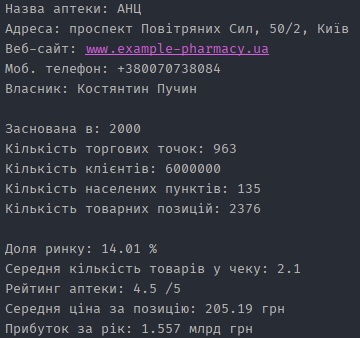 Назва аптеки: АНЦ
Адреса: проспект Повітряних Сил, 50/2, Київ
Веб-сайт: www.example-pharmacy.ua
Моб. телефон: +380070738084
Власник: Костянтин Пучин
Заснована в: 2000
Кількість торгових точок: 963
Кількість клієнтів: 6000000
Кількість населених пунктів: 135
Кількість товарних позицій: 2376
Доля ринку: 14.01 %
Середня кількість товарів у чеку: 2.1
Рейтинг аптеки: 4.5 /5
Середня ціна за позицію: 205.19 грн
Прибуток за рік: 1.557 млрд грн